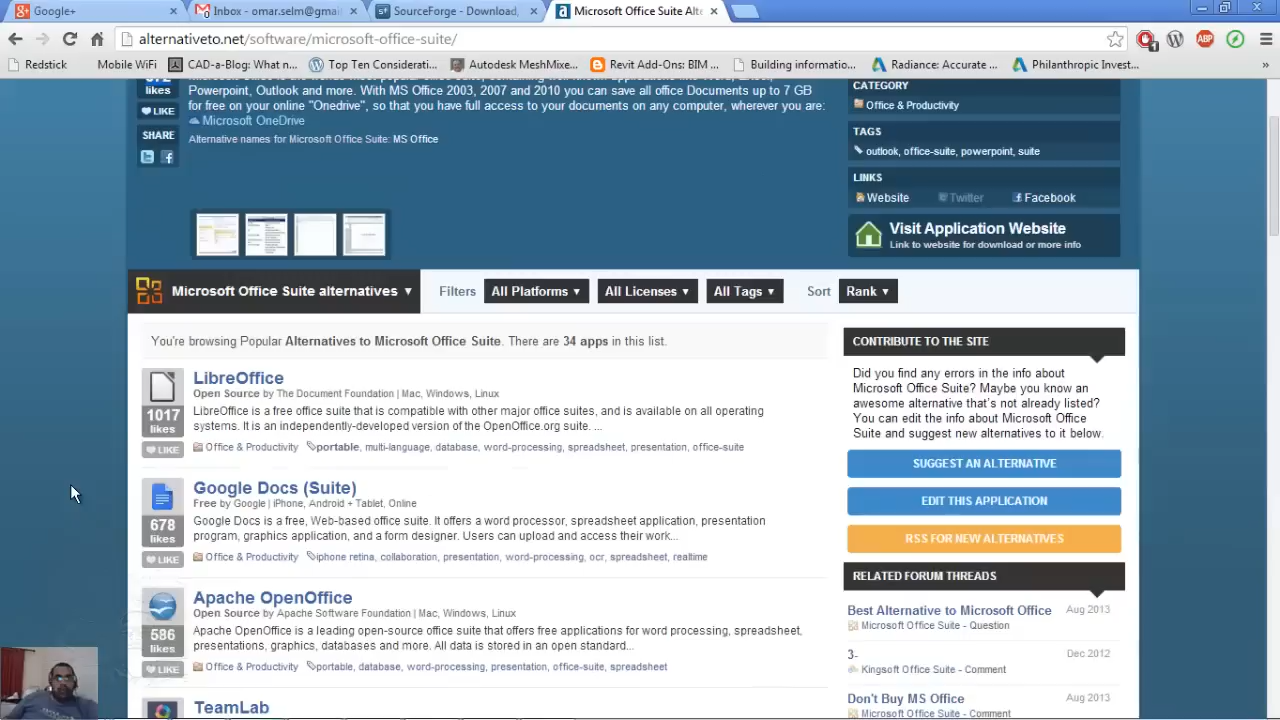 Google+
Inbox - omar.selm@gmai
SourceForge - Download,
Microsoft Office Suite Alte
alternativeto.net/software/microsoft-office-suite/
1
ABP
Redstick
Mobile WiFi
CAD-a-Blog: What n...
Top Ten Considerati...
Autodesk MeshMixe...
Revit Add-Ons: BIM ...
Building informatio...
Radiance: Accurate ...
Philanthropic Invest...
»
likes
Powerpoint, Outlook and more. With MS Office 2003, 2007 and 2010 you can save all office Documents up to 7 GB
for free on your online "Onedrive", so that you have full access to your documents on any computer, wherever you are:
Microsoft OneDrive
Alternative names for Microsoft Office Suite: MS Office
LIKE
SHARE
CATEGORY
Office & Productivity
TAGS
outlook, office-suite, powerpoint, suite
LINKS
Website
Twitter
Facebook
Visit Application Website
Link to website for download or more info
Microsoft Office Suite alternatives ▼
Filters
All Platforms ▼
All Licenses ▼
All Tags ▼
Sort
Rank ▼
You're browsing Popular Alternatives to Microsoft Office Suite. There are 34 apps in this list.
LibreOffice
Open Source by The Document Foundation | Mac, Windows, Linux
LibreOffice is a free office suite that is compatible with other major office suites, and is available on all operating
systems. It is an independently-developed version of the OpenOffice.org suite. ...
Office & Productivity
portable, multi-language, database, word-processing, spreadsheet, presentation, office-suite
1017
likes
LIKE
Google Docs (Suite)
Free by Google | iPhone, Android + Tablet, Online
Google Docs is a free, Web-based office suite. It offers a word processor, spreadsheet application, presentation
program, graphics application, and a form designer. Users can upload and access their work...
Office & Productivity
iphone retina, collaboration, presentation, word-processing, ocr, spreadsheet, realtime
678
likes
LIKE
Apache OpenOffice
Open Source by Apache Software Foundation | Mac, Windows, Linux
Apache OpenOffice is a leading open-source office suite that offers free applications for word processing, spreadsheet,
presentations, graphics, databases and more. All data is stored in an open standard...
Office & Productivity
portable, database, word-processing, presentation, office-suite, spreadsheet
586
likes
LIKE
TeamLab
CONTRIBUTE TO THE SITE
Did you find any errors in the info about
Microsoft Office Suite? Maybe you know an
awesome alternative that's not already listed?
You can edit the info about Microsoft Office
Suite and suggest new alternatives to it below.
SUGGEST AN ALTERNATIVE
EDIT THIS APPLICATION
RSS FOR NEW ALTERNATIVES
RELATED FORUM THREADS
Best Alternative to Microsoft Office
Aug 2013
Microsoft Office Suite - Question
3-
Dec 2012
Kingsoft Office Suite - Comment
Don't Buy MS Office
Aug 2013
Microsoft Office Suite - Comment